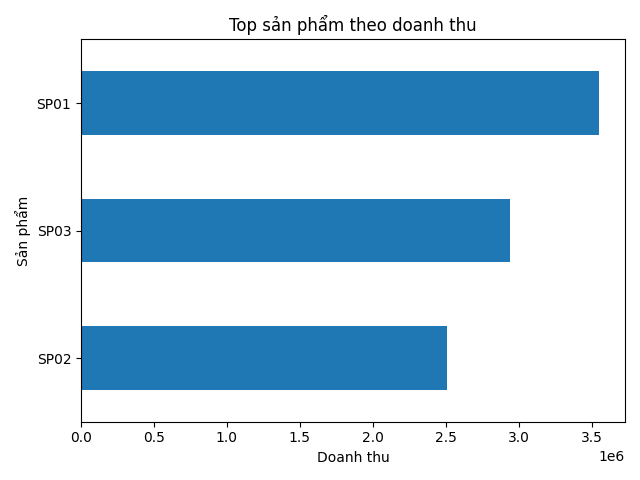 Top sản phẩm theo doanh thu
Sản phẩm
SP01
SP03
SP02
0.0 0.5 1.0 1.5 2.0 2.5 3.0 3.5
1e6
Doanh thu